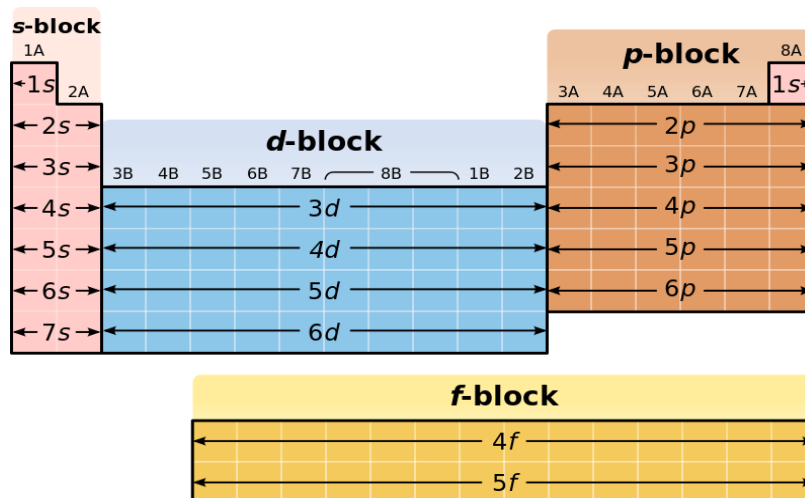 s-block
1A
1s
2A
2s
3s
4s
5s
6s
7s
d-block
3B 4B 5B 6B 7B 8B 1B 2B
3d
4d
5d
6d
p-block
8A
3A 4A 5A 6A 7A 1s
2p
3p
4p
5p
6p
f-block
4f
5f